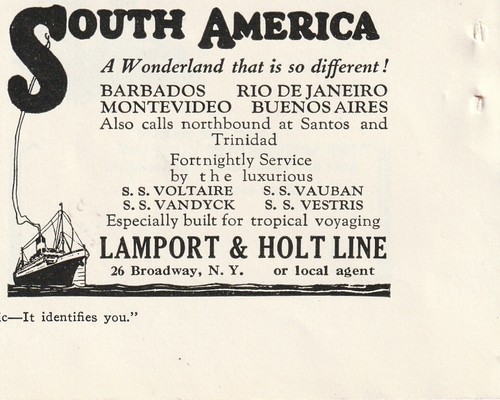 SOUTH AMERICA
A Wonderland that is so different!
BARBADOS RIO DE JANEIRO
MONTEVIDEO BUENOS AIRES
Also calls northbound at Santos and
Trinidad
Fortnightly Service
by the luxurious
S. S. VOLTAIRE S. S. VAUBAN
S. S. VANDYCK S. S. VESTRIS
Especially built for tropical voyaging
LAMPORT & HOLT LINE
26 Broadway, N. Y. or local agent
c—It identifies you.”